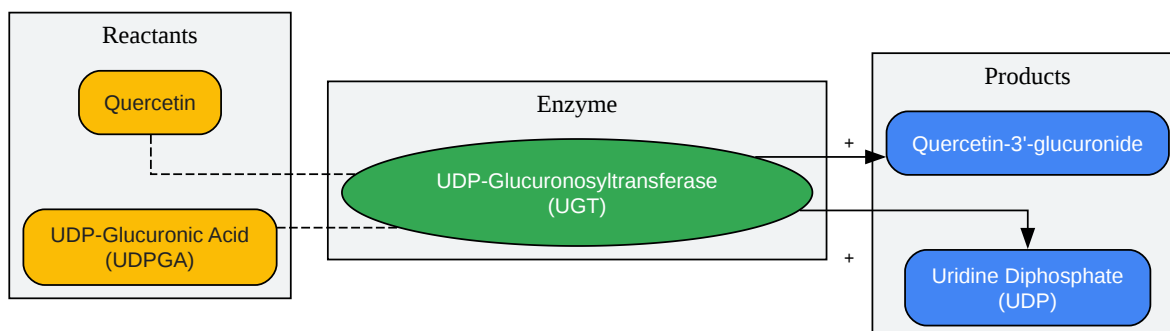 Reactants
Quercetin
UDP-Glucuronic Acid
(UDPGA)
Enzyme
UDP-Glucuronosyltransferase
(UGT)
+
+
Products
Quercetin-3'-glucuronide
Uridine Diphosphate
(UDP)